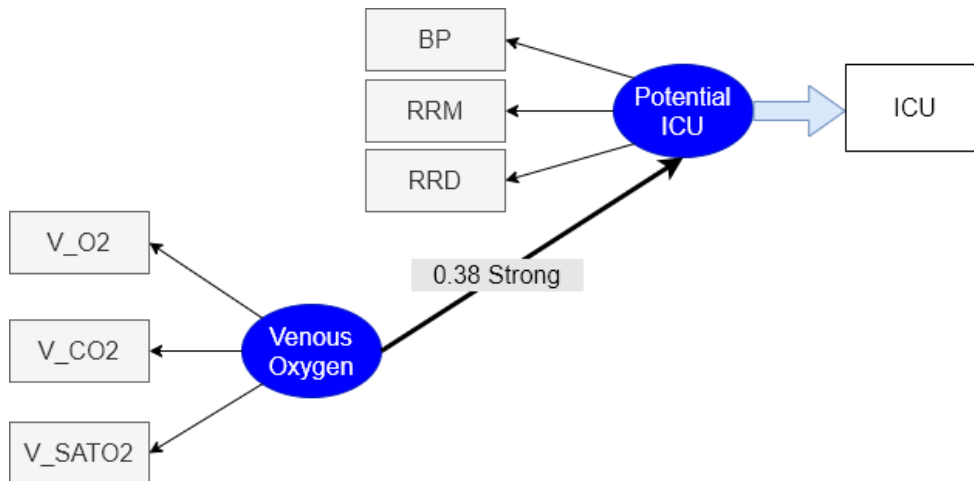 BP
Potential
ICU
ICU
RRM
RRD
V_O2
0.38 Strong
Venous
Oxygen
V_CO2
V_SATO2